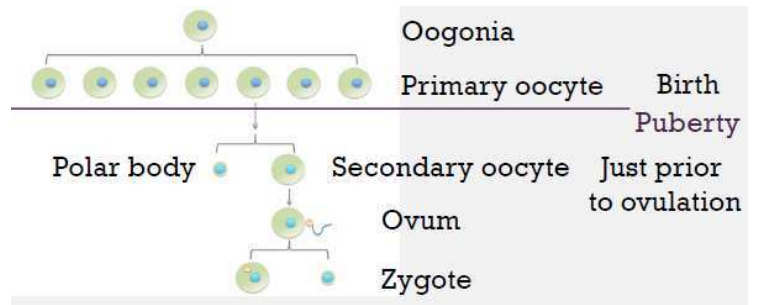 Oogonia
Primary oocyte Birth
Puberty
Polar body Secondary oocyte Just prior
to ovulation
Ovum
Zygote